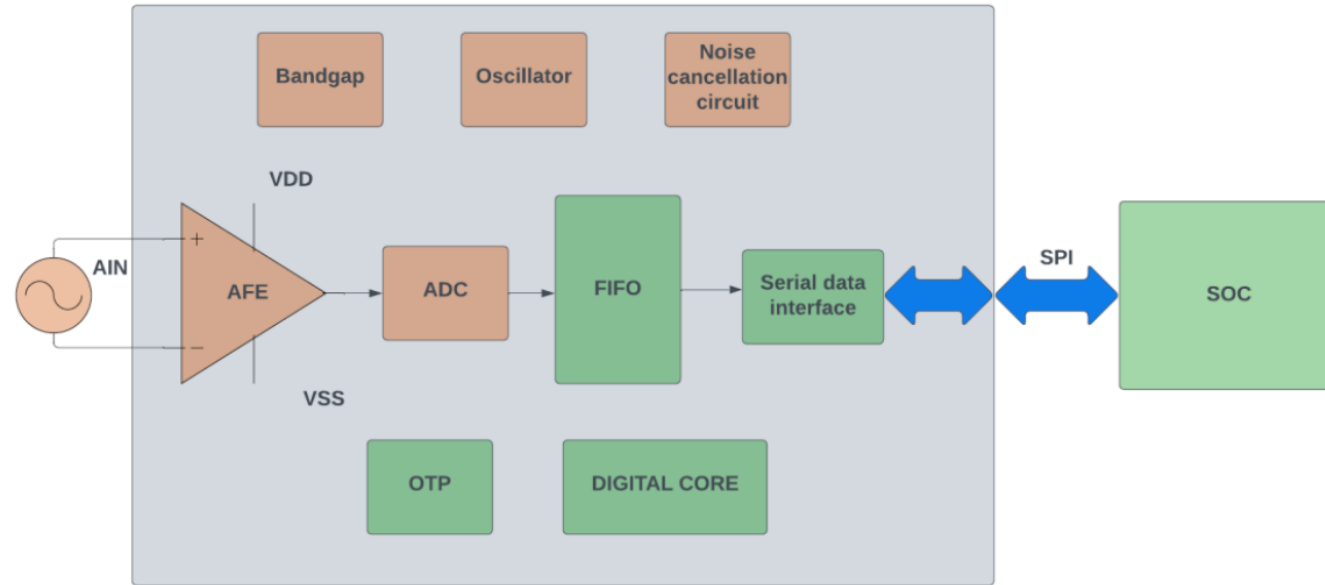 Bandgap
Oscillator
Noise
cancellation
circuit
VDD
AIN
+
AFE
−
VSS
ADC
FIFO
Serial data
interface
SPI
SOC
OTP
DIGITAL CORE